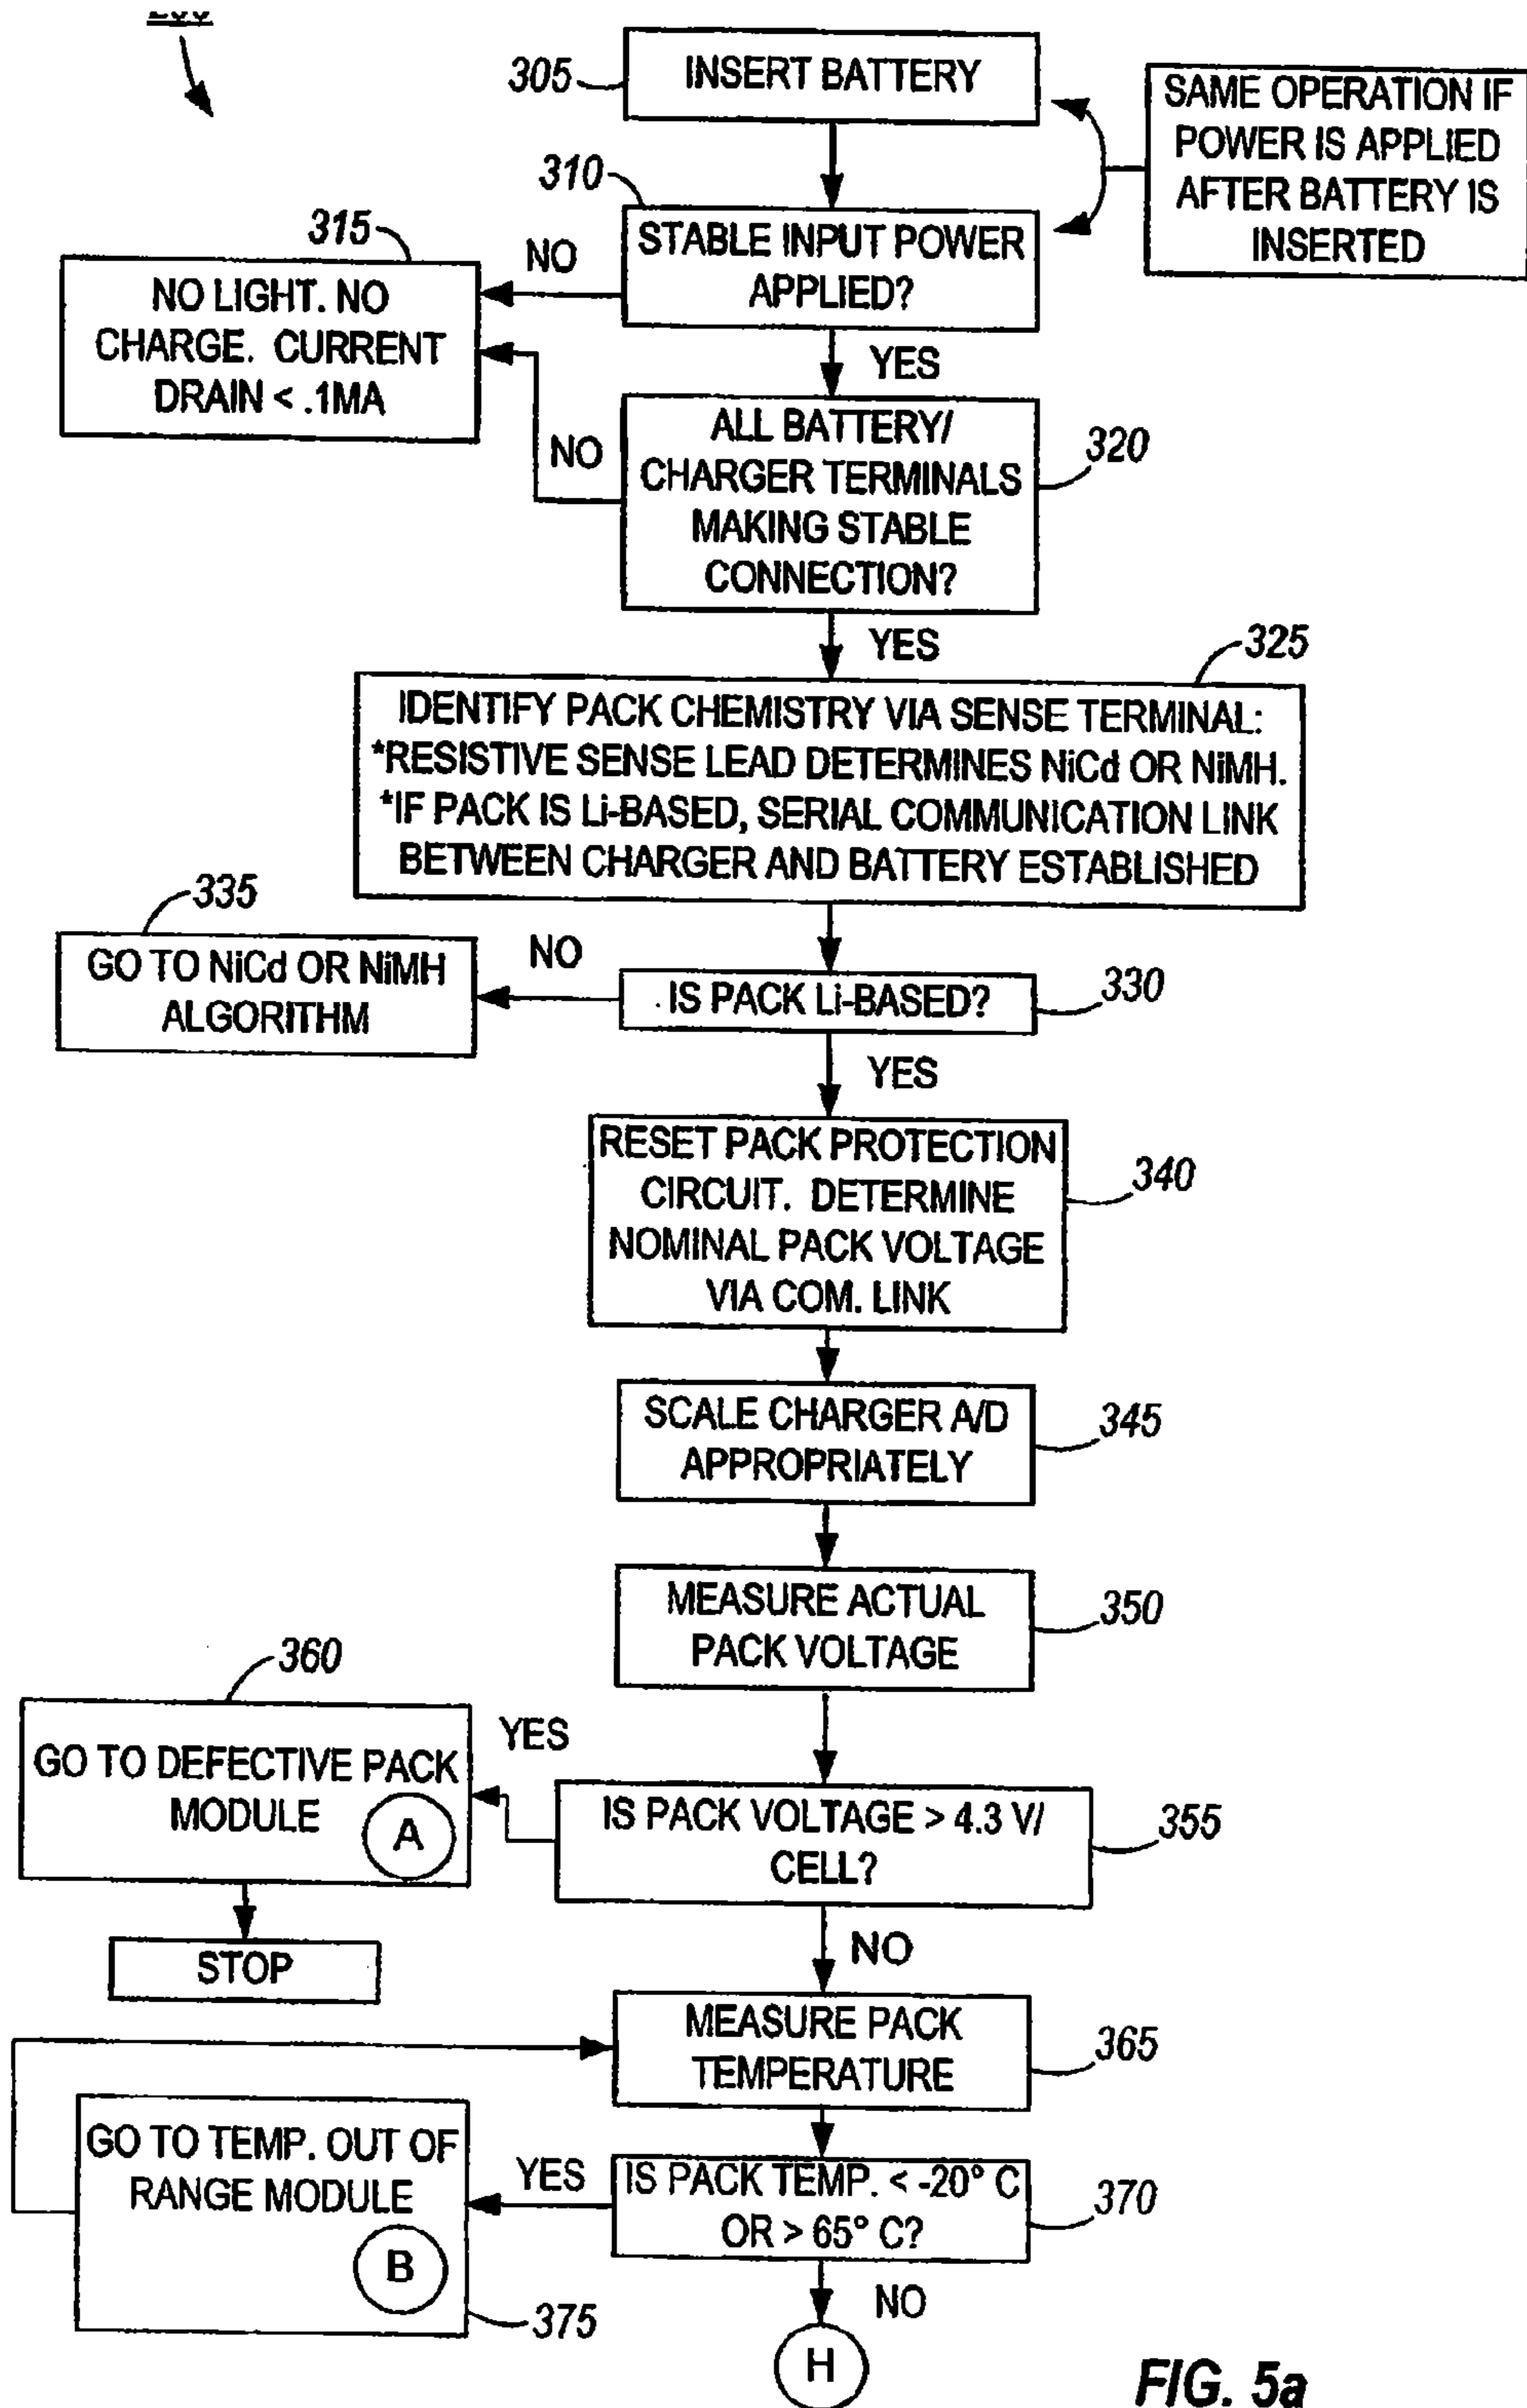 305
INSERT BATTERY
SAME OPERATION IF
POWER IS APPLIED
AFTER BATTERY IS
INSERTED
310
STABLE INPUT POWER
APPLIED?
315
NO
NO LIGHT. NO
CHARGE. CURRENT
DRAIN < .1MA
YES
NO
ALL BATTERY/
CHARGER TERMINALS
MAKING STABLE
CONNECTION?
320
YES
325
IDENTIFY PACK CHEMISTRY VIA SENSE TERMINAL:
*RESISTIVE SENSE LEAD DETERMINES NiCd OR NiMH.
*IF PACK IS Li-BASED, SERIAL COMMUNICATION LINK
BETWEEN CHARGER AND BATTERY ESTABLISHED
335
GO TO NiCd OR NiMH
ALGORITHM
NO
IS PACK Li-BASED?
330
YES
RESET PACK PROTECTION
CIRCUIT. DETERMINE
NOMINAL PACK VOLTAGE
VIA COM. LINK
340
SCALE CHARGER A/D
APPROPRIATELY
345
MEASURE ACTUAL
PACK VOLTAGE
350
360
GO TO DEFECTIVE PACK
MODULE
A
YES
IS PACK VOLTAGE > 4.3 V/
CELL?
355
STOP
NO
MEASURE PACK
TEMPERATURE
365
GO TO TEMP. OUT OF
RANGE MODULE
B
375
YES
IS PACK TEMP. < -20° C
OR > 65° C?
370
NO
H
FIG. 5a